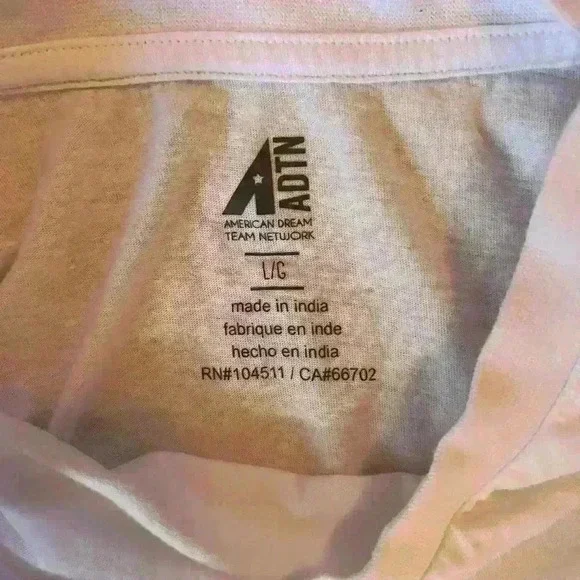 ADTN
AMERICAN DREAM
TEAM NETWORK
L/G
made in india
fabrique en inde
hecho en india
RN#104511 / CA#66702